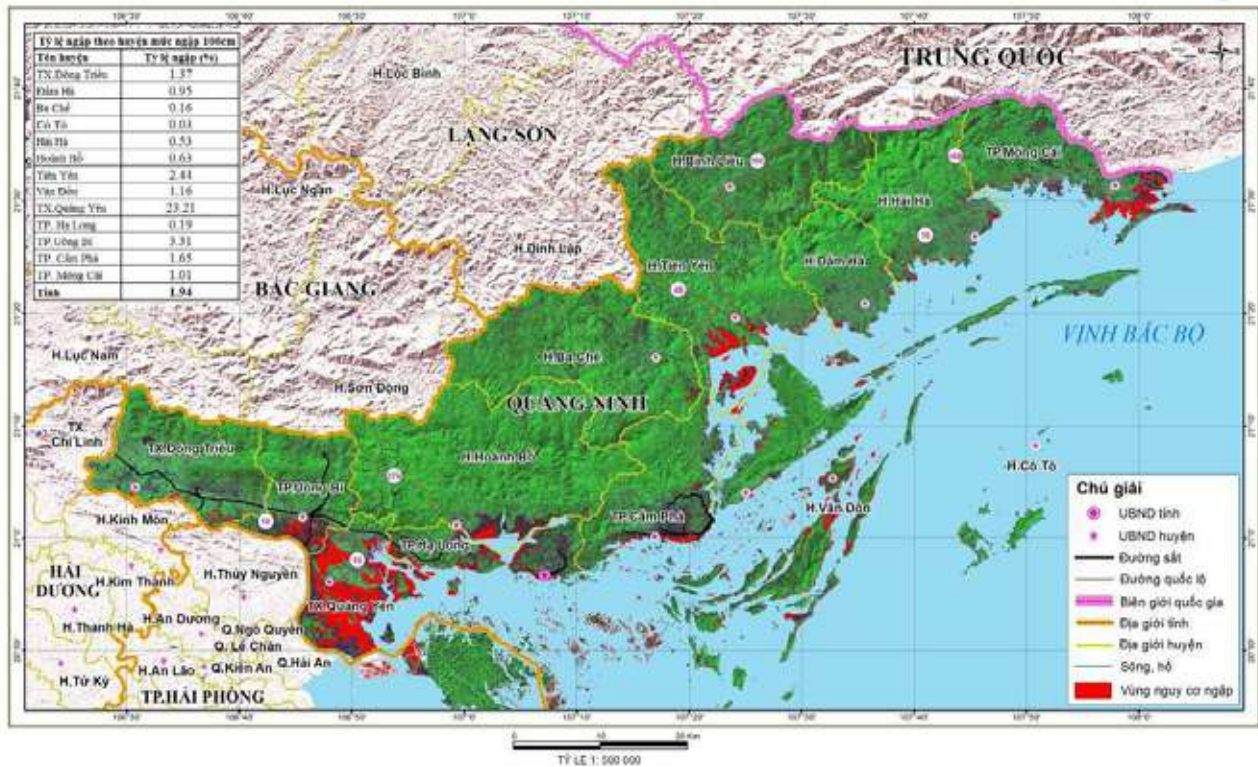 Tỷ lệ ngập theo huyện mức ngập 100cm
Tên huyện Tỷ lệ ngập (%)
TX.Đông Triều 1.37
Đầm Hà 0.95
Ba Chẽ 0.16
Cô Tô 0.03
Hải Hà 0.53
Hoành Bồ 0.63
Tiên Yên 2.44
Vân Đồn 1.16
TX.Quảng Yên 23.21
TP. Hạ Long 0.19
TP.Uông Bí 3.31
TP. Cẩm Phả 1.65
TP. Móng Cái 1.01
Tỉnh 1.94
TRUNG QUỐC
H.Lộc Bình
LẠNG SƠN
H.Bình Liêu
TP.Móng Cái
H.Lục Ngạn
H.Hải Hà
H.Đình Lập
H.Tiên Yên
H.Đầm Hà
BẮC GIANG
VỊNH BẮC BỘ
H.Lục Nam
H.Ba Chẽ
H.Sơn Động
QUẢNG NINH
TX.
Chí Linh
TX.Đông Triều
H.Hoành Bồ
H.Cô Tô
TP.Uông Bí
H.Vân Đồn
TP.Cẩm Phả
H.Kinh Môn
TP.Hạ Long
HẢI
DƯƠNG
H.Kim Thành
H.Thủy Nguyên
TX.Quảng Yên
H.Thanh Hà
H.An Dương
Q.Ngô Quyền
Q. Lê Chân
Q.Hải An
Q.Kiến An
H.An Lão
H.Tứ Kỳ
TP.HẢI PHÒNG
Chú giải
UBND tỉnh
UBND huyện
Đường sắt
Đường quốc lộ
Biên giới quốc gia
Địa giới tỉnh
Địa giới huyện
Sông, hồ
Vùng nguy cơ ngập
0 10 20 Km
TỶ LỆ 1: 500 000